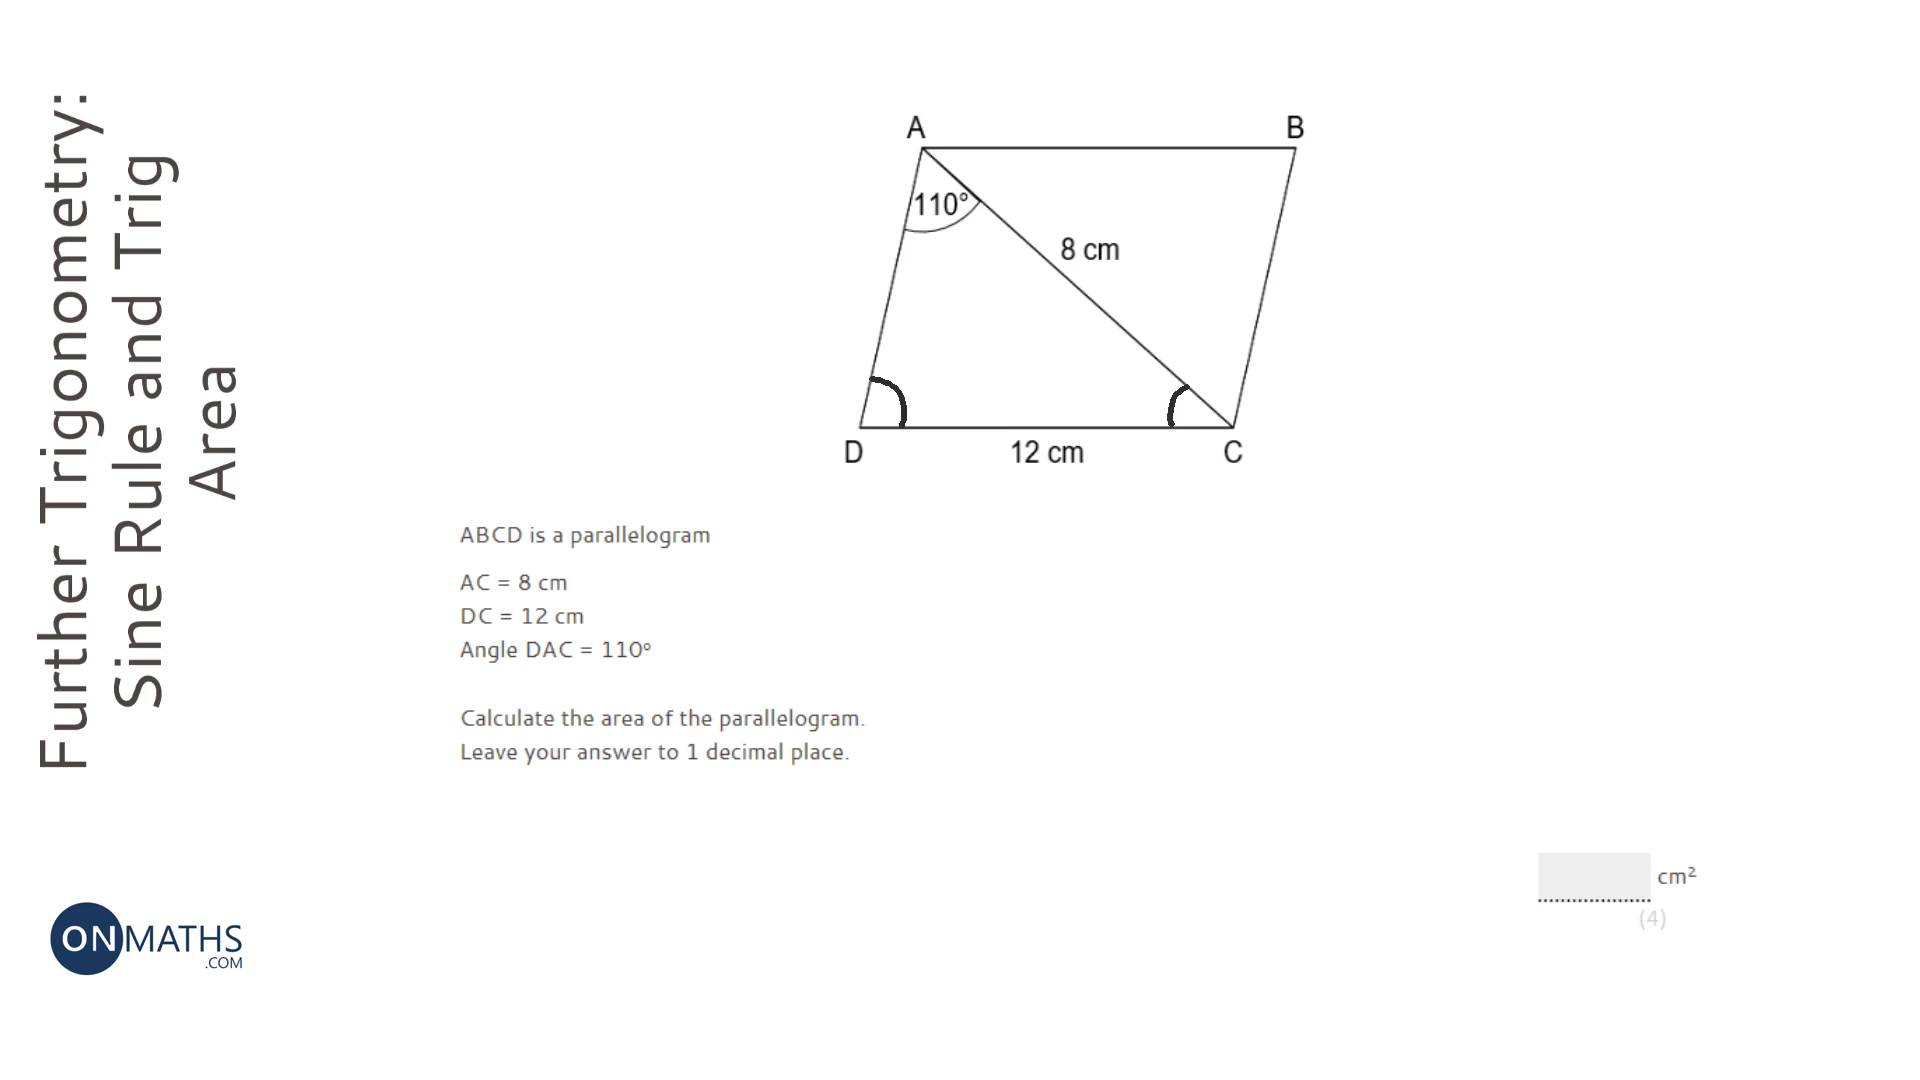 Further Trigonometry:
Sine Rule and Trig
Area
A
B
110°
8 cm
D
12 cm
C
ABCD is a parallelogram
AC = 8 cm
DC = 12 cm
Angle DAC = 110º
Calculate the area of the parallelogram.
Leave your answer to 1 decimal place.
cm²
(4)
ONMATHS
.COM